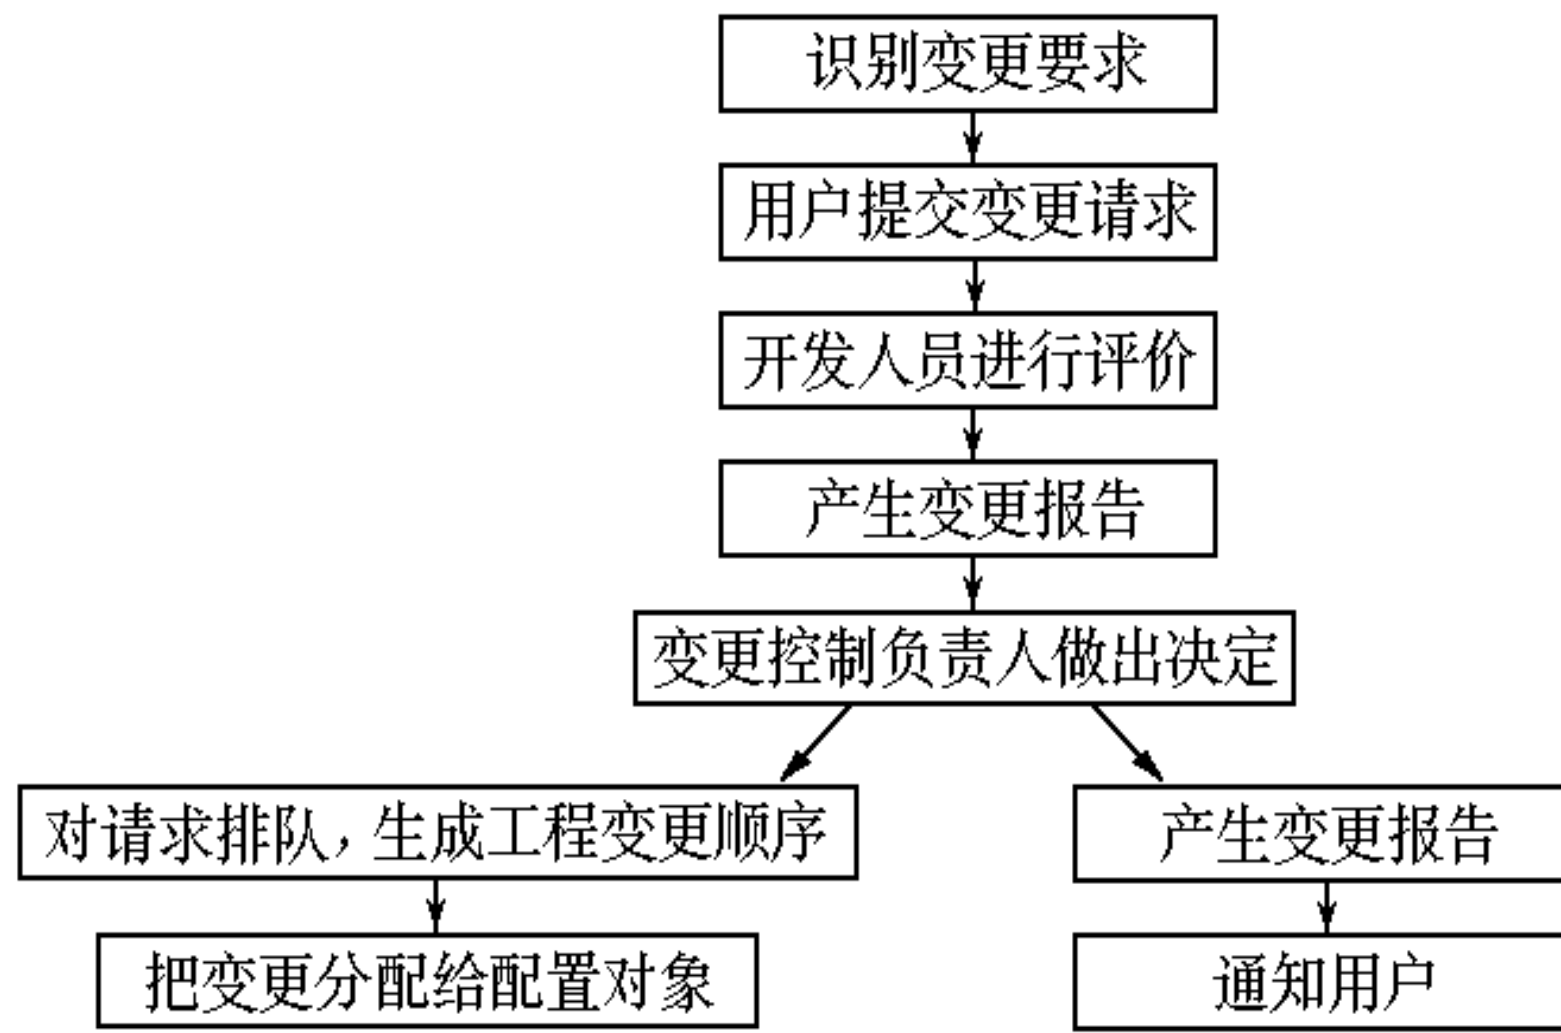 识别变更要求
用户提交变更请求
开发人员进行评价
产生变更报告
变更控制负责人做出决定
对请求排队，生成工程变更顺序
产生变更报告
把变更分配给配置对象
通知用户